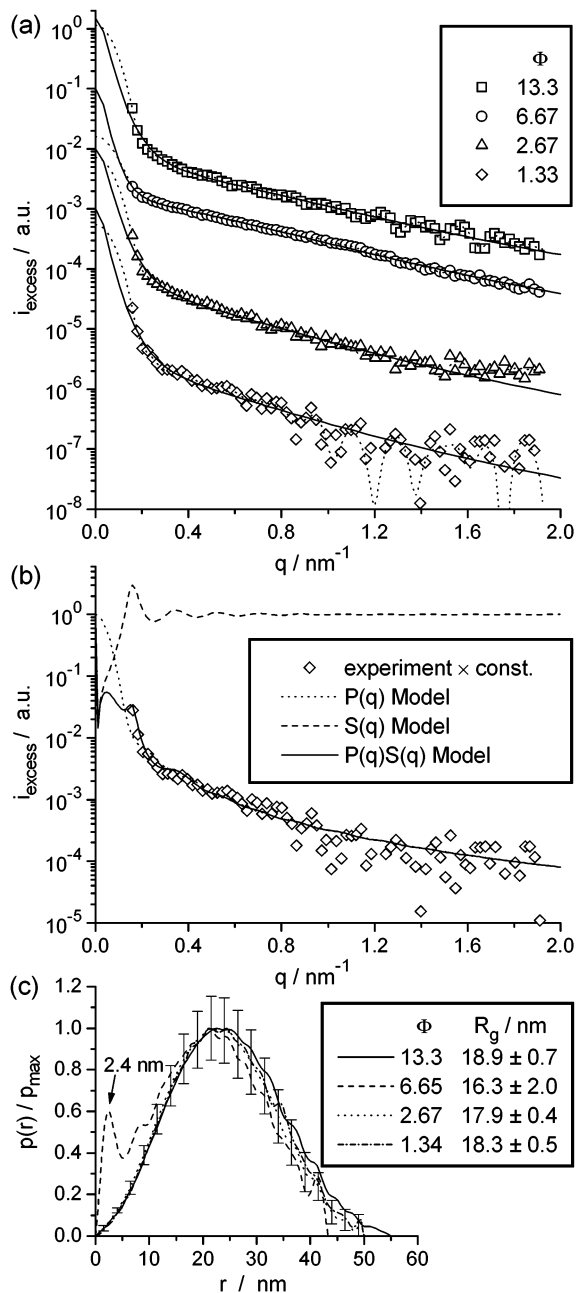 (a)
i_excess / a.u.
10^0
10^-1
10^-2
10^-3
10^-4
10^-5
10^-6
10^-7
10^-8
Φ
13.3
6.67
2.67
1.33
0.0 0.4 0.8 1.2 1.6 2.0
q / nm^-1
(b)
i_excess / a.u.
10^0
10^-1
10^-2
10^-3
10^-4
10^-5
experiment × const.
P(q) Model
S(q) Model
P(q)S(q) Model
0.0 0.4 0.8 1.2 1.6 2.0
q / nm^-1
(c)
p(r) / p_max
1.2
1.0
0.8
0.6
0.4
0.2
0.0
2.4 nm
Φ R_g / nm
13.3 18.9 ± 0.7
6.65 16.3 ± 2.0
2.67 17.9 ± 0.4
1.34 18.3 ± 0.5
0 10 20 30 40 50 60
r / nm